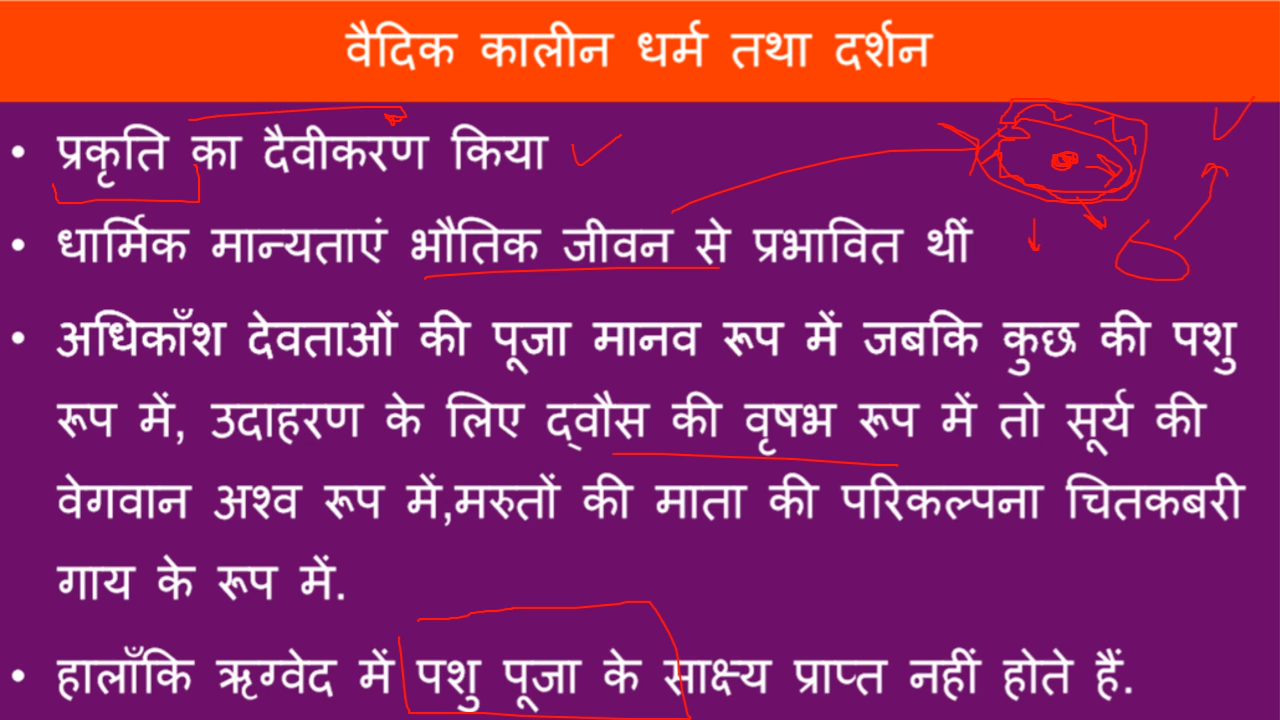 वैदिक कालीन धर्म तथा दर्शन
• प्रकृति का दैवीकरण किया
• धार्मिक मान्यताएं भौतिक जीवन से प्रभावित थीं
• अधिकाँश देवताओं की पूजा मानव रूप में जबकि कुछ की पशु
रूप में, उदाहरण के लिए द्वौस की वृषभ रूप में तो सूर्य की
वेगवान अश्व रूप में,मरुतों की माता की परिकल्पना चितकबरी
गाय के रूप में.
• हालाँकि ऋग्वेद में पशु पूजा के साक्ष्य प्राप्त नहीं होते हैं.